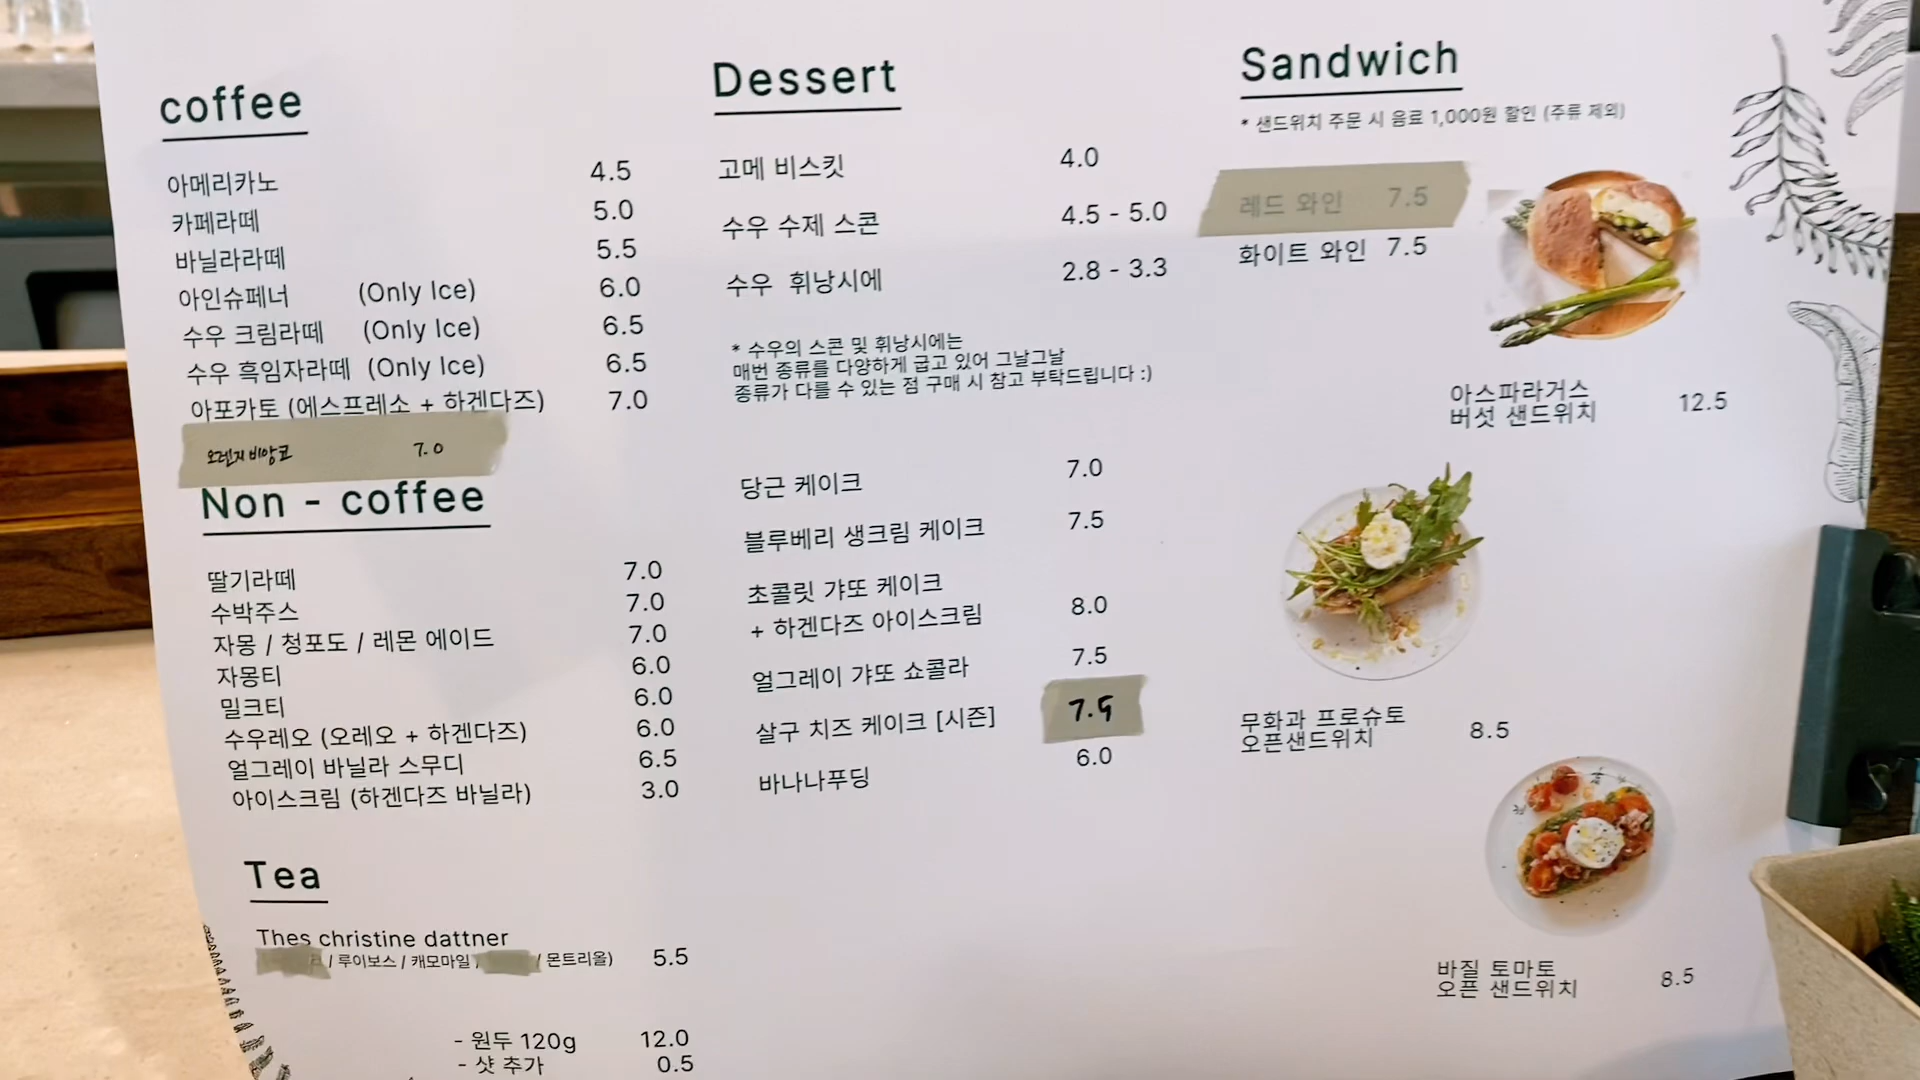 coffee
아메리카노 4.5
카페라떼 5.0
바닐라라떼 5.5
아인슈페너 (Only Ice) 6.0
수우 크림라떼 (Only Ice) 6.5
수우 흑임자라떼 (Only Ice) 6.5
아포카토 (에스프레소 + 하겐다즈) 7.0
오렌지 비앙코 7.0
Non - coffee
딸기라떼 7.0
수박주스 7.0
자몽 / 청포도 / 레몬 에이드 7.0
자몽티 6.0
밀크티 6.0
수우레오 (오레오 + 하겐다즈) 6.0
얼그레이 바닐라 스무디 6.5
아이스크림 (하겐다즈 바닐라) 3.0
Tea
Thes christine dattner
/ 루이보스 / 캐모마일 / / 몬트리올) 5.5
- 원두 120g 12.0
- 샷 추가 0.5
Dessert
고메 비스킷 4.0
수우 수제 스콘 4.5 - 5.0
수우 휘낭시에 2.8 - 3.3
* 수우의 스콘 및 휘낭시에는
매번 종류를 다양하게 굽고 있어 그날그날
종류가 다를 수 있는 점 구매 시 참고 부탁드립니다 :)
당근 케이크 7.0
블루베리 생크림 케이크 7.5
초콜릿 갸또 케이크
+ 하겐다즈 아이스크림 8.0
얼그레이 갸또 쇼콜라 7.5
살구 치즈 케이크 [시즌] 7.5
바나나푸딩 6.0
Sandwich
* 샌드위치 주문 시 음료 1,000원 할인 (주류 제외)
레드 와인 7.5
화이트 와인 7.5
아스파라거스
버섯 샌드위치 12.5
무화과 프로슈토
오픈샌드위치 8.5
바질 토마토
오픈 샌드위치 8.5